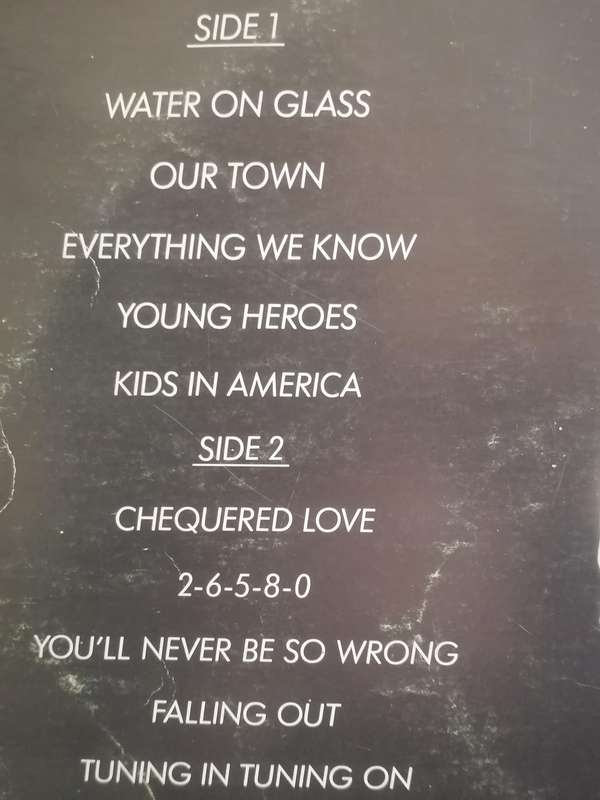 SIDE 1
WATER ON GLASS
OUR TOWN
EVERYTHING WE KNOW
YOUNG HEROES
KIDS IN AMERICA
SIDE 2
CHEQUERED LOVE
2-6-5-8-0
YOU'LL NEVER BE SO WRONG
FALLING OUT
TUNING IN TUNING ON